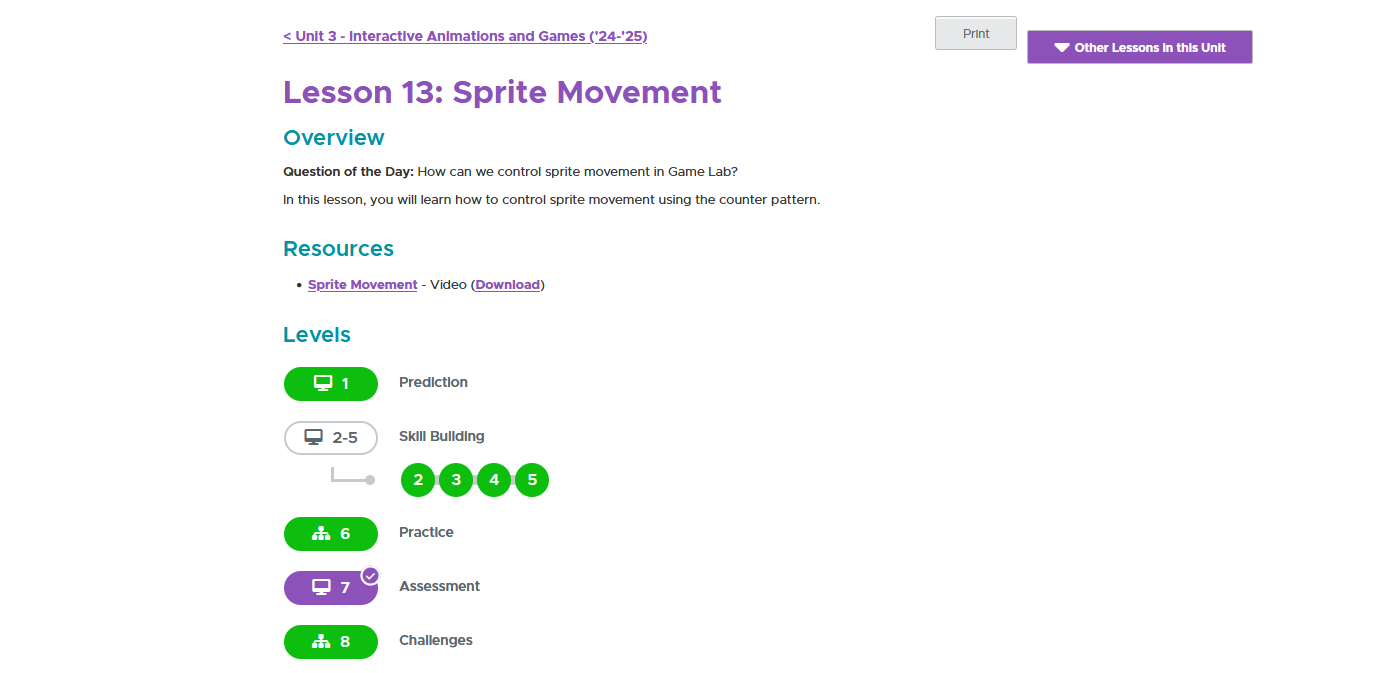 < Unit 3 - Interactive Animations and Games ('24-'25)
Print
Other Lessons in this Unit
Lesson 13: Sprite Movement
Overview
Question of the Day: How can we control sprite movement in Game Lab?
In this lesson, you will learn how to control sprite movement using the counter pattern.
Resources
• Sprite Movement - Video (Download)
Levels
1 Prediction
2-5 Skill Building
2 3 4 5
6 Practice
7 Assessment
8 Challenges